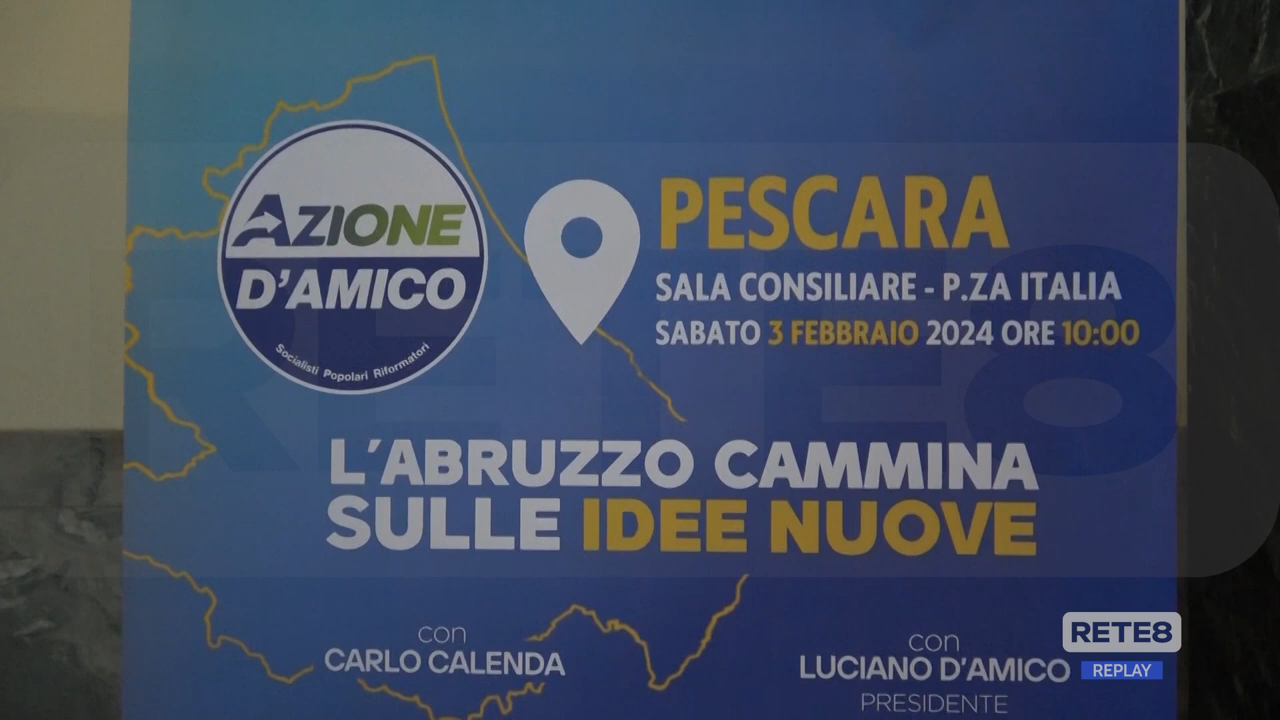 AZIONE
D'AMICO
Socialisti Popolari Riformatori
PESCARA
SALA CONSILIARE - P.ZA ITALIA
SABATO 3 FEBBRAIO 2024 ORE 10:00
L'ABRUZZO CAMMINA
SULLE IDEE NUOVE
con
CARLO CALENDA
con
LUCIANO D'AMICO
PRESIDENTE
RETE8
REPLAY
RETE8